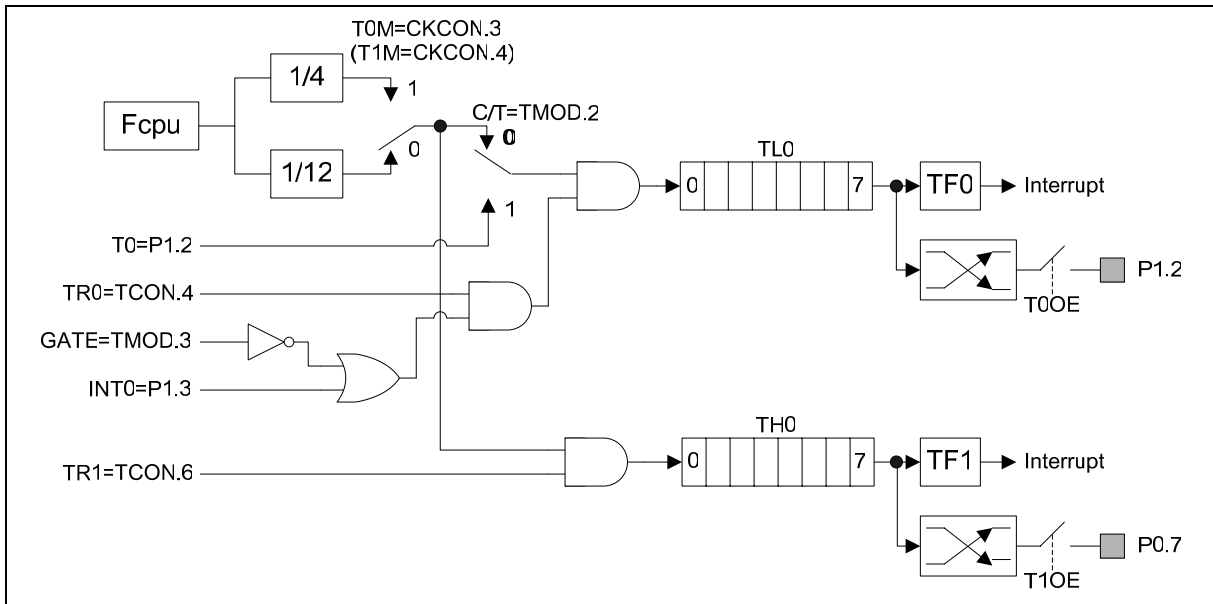 T0M=CKCON.3
(T1M=CKCON.4)
1/4
1
C/T=TMOD.2
Fcpu
0
0
TL0
1/12
0 7
TF0
Interrupt
1
T0=P1.2
P1.2
TR0=TCON.4
T0OE
GATE=TMOD.3
INT0=P1.3
TH0
0 7
TF1
Interrupt
TR1=TCON.6
P0.7
T1OE